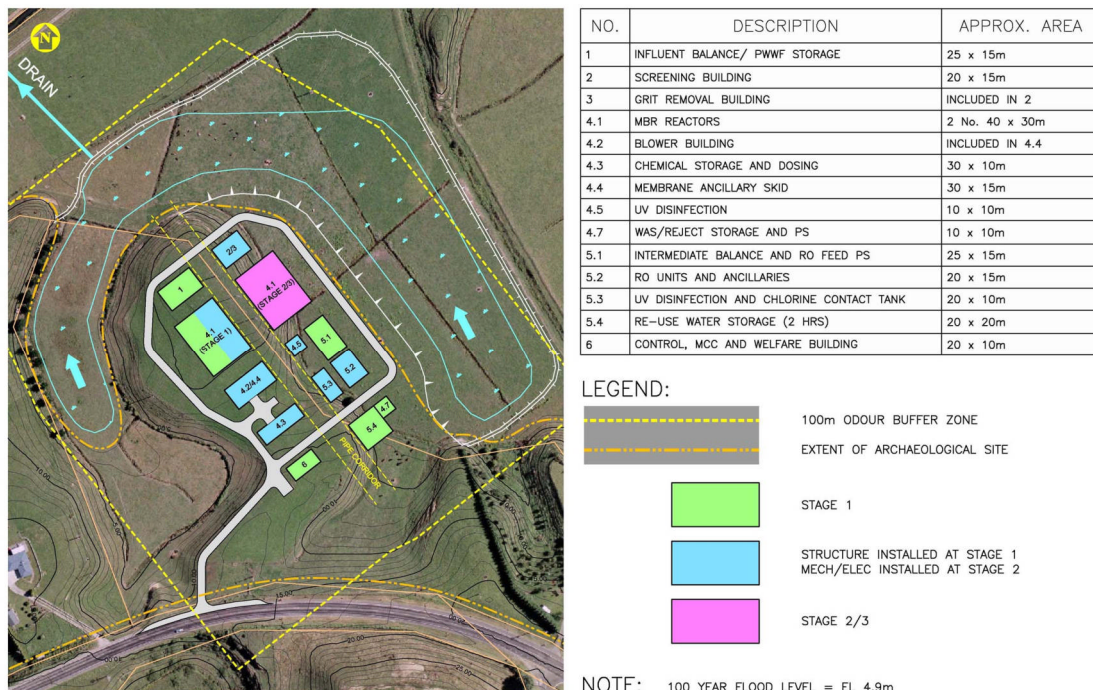 N
DRAIN
2/3
1
4.1
(STAGE 2/3)
4.1
(STAGE 1)
4.5
5.1
5.2
5.3
4.2/4.4
4.3
4.7
5.4
6
PIPE CORRIDOR
NO. DESCRIPTION APPROX. AREA
1 INFLUENT BALANCE/ PWWF STORAGE 25 x 15m
2 SCREENING BUILDING 20 x 15m
3 GRIT REMOVAL BUILDING INCLUDED IN 2
4.1 MBR REACTORS 2 No. 40 x 30m
4.2 BLOWER BUILDING INCLUDED IN 4.4
4.3 CHEMICAL STORAGE AND DOSING 30 x 10m
4.4 MEMBRANE ANCILLARY SKID 30 x 15m
4.5 UV DISINFECTION 10 x 10m
4.7 WAS/REJECT STORAGE AND PS 10 x 10m
5.1 INTERMEDIATE BALANCE AND RO FEED PS 25 x 15m
5.2 RO UNITS AND ANCILLARIES 20 x 15m
5.3 UV DISINFECTION AND CHLORINE CONTACT TANK 20 x 10m
5.4 RE-USE WATER STORAGE (2 HRS) 20 x 20m
6 CONTROL, MCC AND WELFARE BUILDING 20 x 10m
LEGEND:
100m ODOUR BUFFER ZONE
EXTENT OF ARCHAEOLOGICAL SITE
STAGE 1
STRUCTURE INSTALLED AT STAGE 1
MECH/ELEC INSTALLED AT STAGE 2
STAGE 2/3
NOTE: 100 YEAR FLOOD LEVEL = FL 4.9m